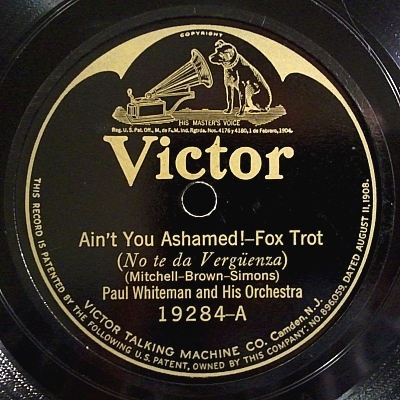 COPYRIGHT
HIS MASTER'S VOICE
Reg. U.S. Pat. Off., M. de F., M. Ind. Rgtda. Nos. 4176 y 4180, 1 de Febrero, 1904.
Victor
Ain't You Ashamed!-Fox Trot
(No te da Vergüenza)
(Mitchell-Brown-Simons)
Paul Whiteman and His Orchestra
19284-A
VICTOR TALKING MACHINE CO. Camden, N.J.
THIS RECORD IS PATENTED BY THE FOLLOWING U.S. PATENT, OWNED BY THIS COMPANY: NO. 896059, DATED AUGUST 11, 1908.